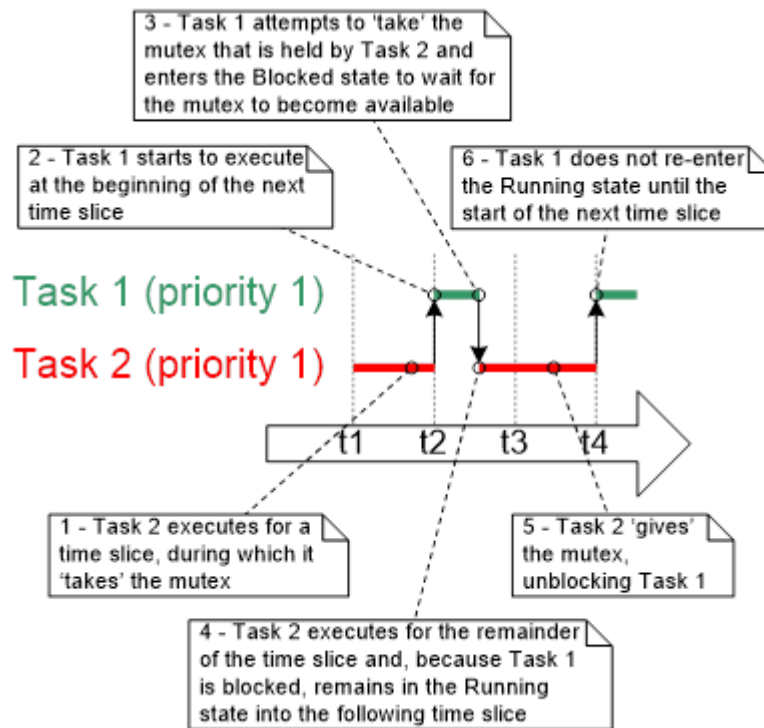 3 - Task 1 attempts to ‘take’ the
mutex that is held by Task 2 and
enters the Blocked state to wait for
the mutex to become available
2 - Task 1 starts to execute
at the beginning of the next
time slice
6 - Task 1 does not re-enter
the Running state until the
start of the next time slice
Task 1 (priority 1)
Task 2 (priority 1)
t1 t2 t3 t4
1 - Task 2 executes for a
time slice, during which it
‘takes’ the mutex
5 - Task 2 ‘gives’
the mutex,
unblocking Task 1
4 - Task 2 executes for the remainder
of the time slice and, because Task 1
is blocked, remains in the Running
state into the following time slice